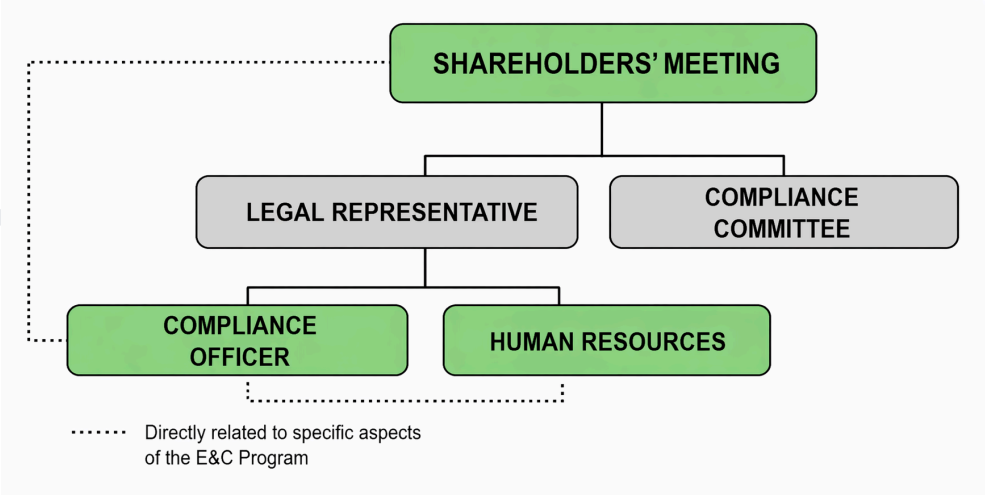 SHAREHOLDERS' MEETING
LEGAL REPRESENTATIVE
COMPLIANCE
COMMITTEE
COMPLIANCE
OFFICER
HUMAN RESOURCES
Directly related to specific aspects
of the E&C Program